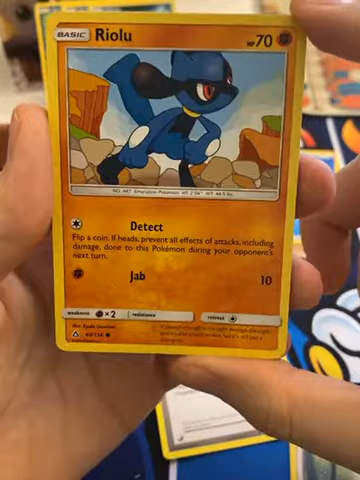 BASIC Riolu HP 70
NO. 447 Emanation Pokémon HT: 2'04" WT: 44.5 lbs.
Detect
Flip a coin. If heads, prevent all effects of attacks, including
damage, done to this Pokémon during your opponent's
next turn.
Jab 10
weakness ×2 resistance retreat